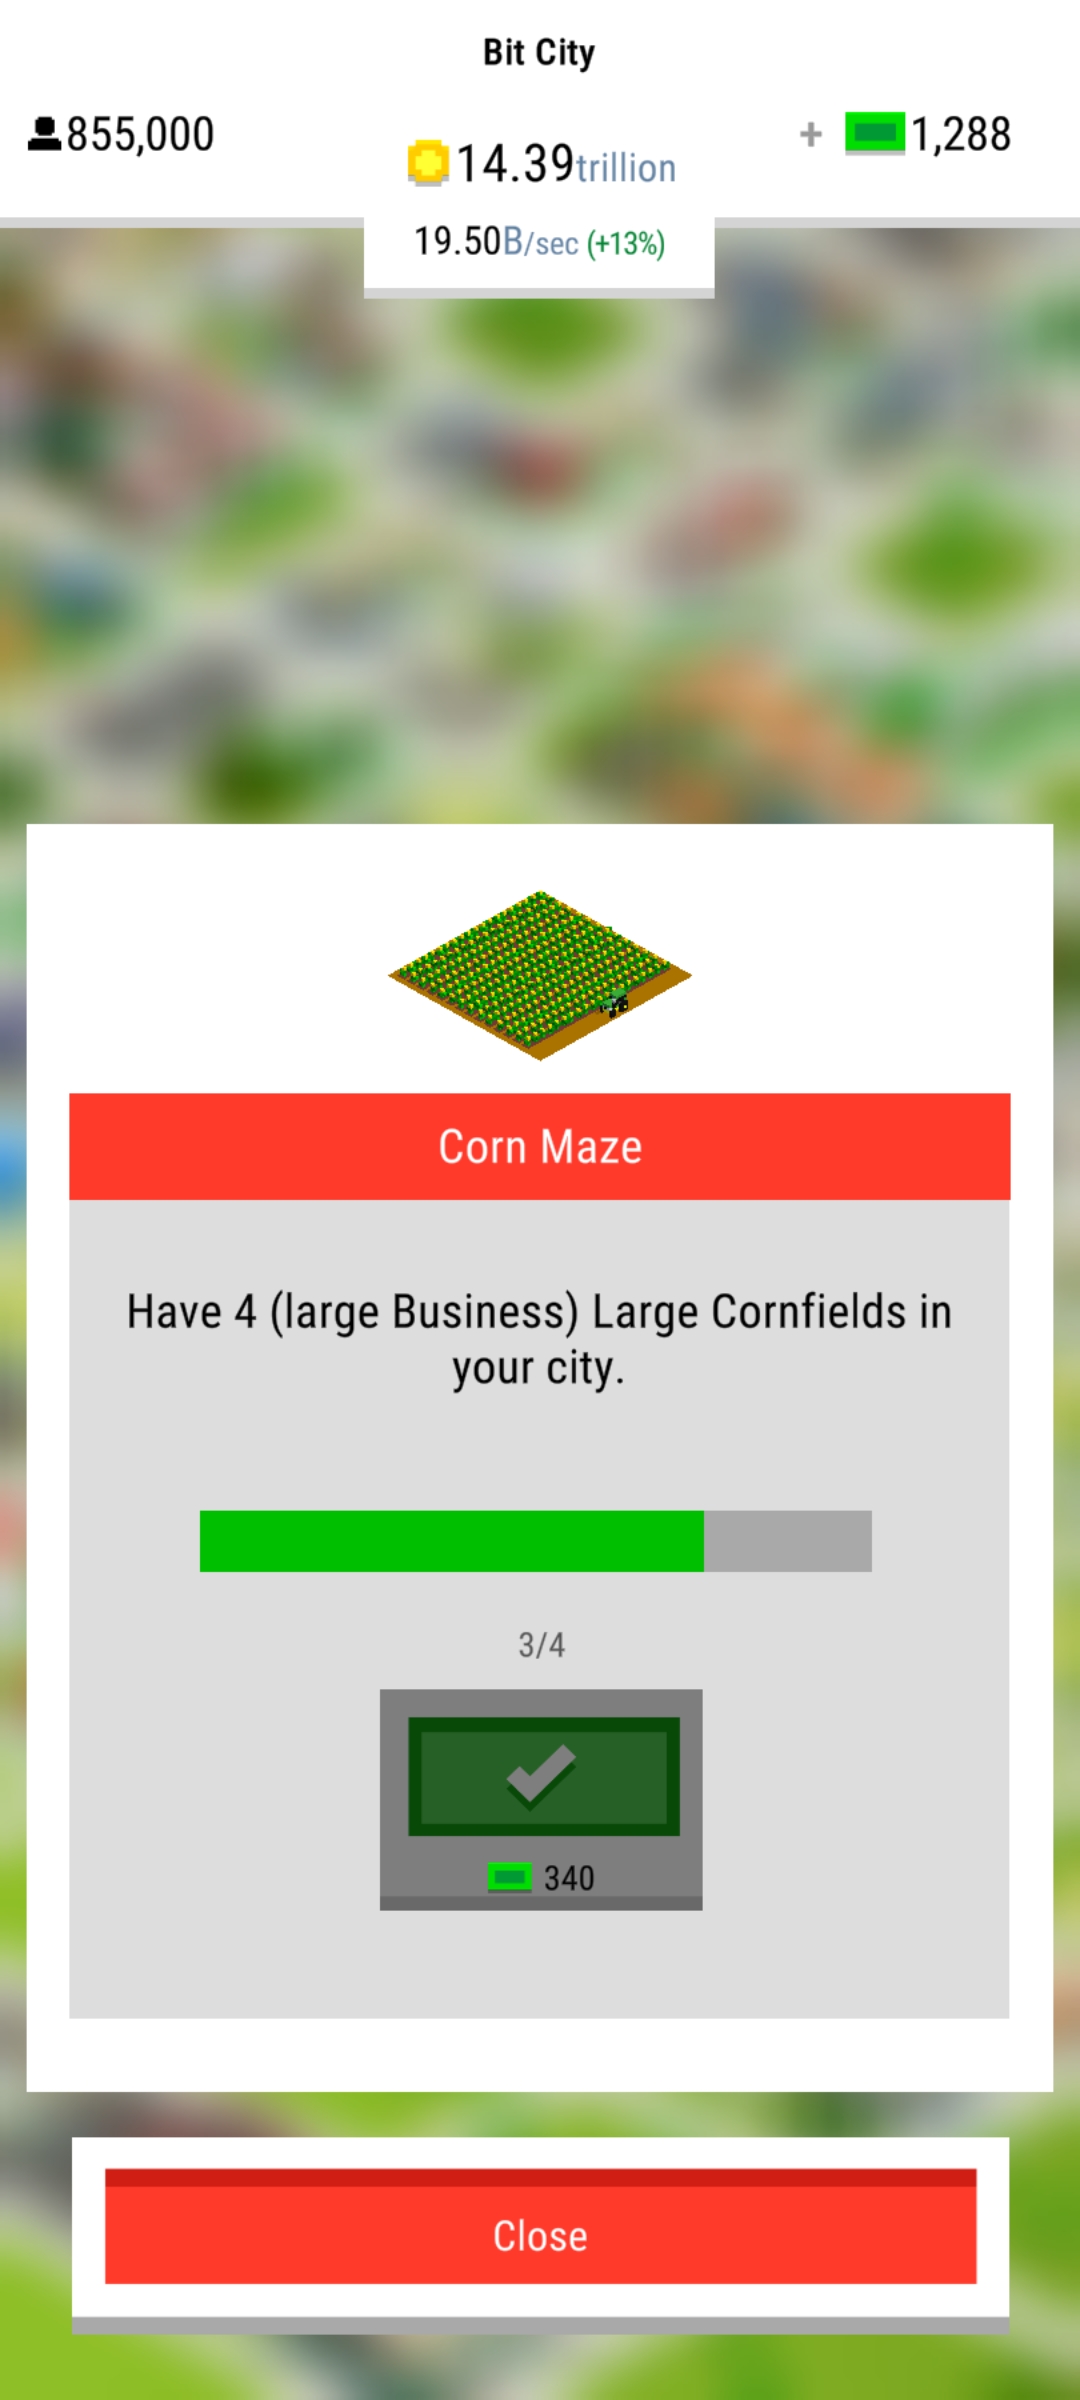 Bit City
855,000
14.39trillion
+ 1,288
19.50B/sec (+13%)
Corn Maze
Have 4 (large Business) Large Cornfields in
your city.
3/4
340
Close